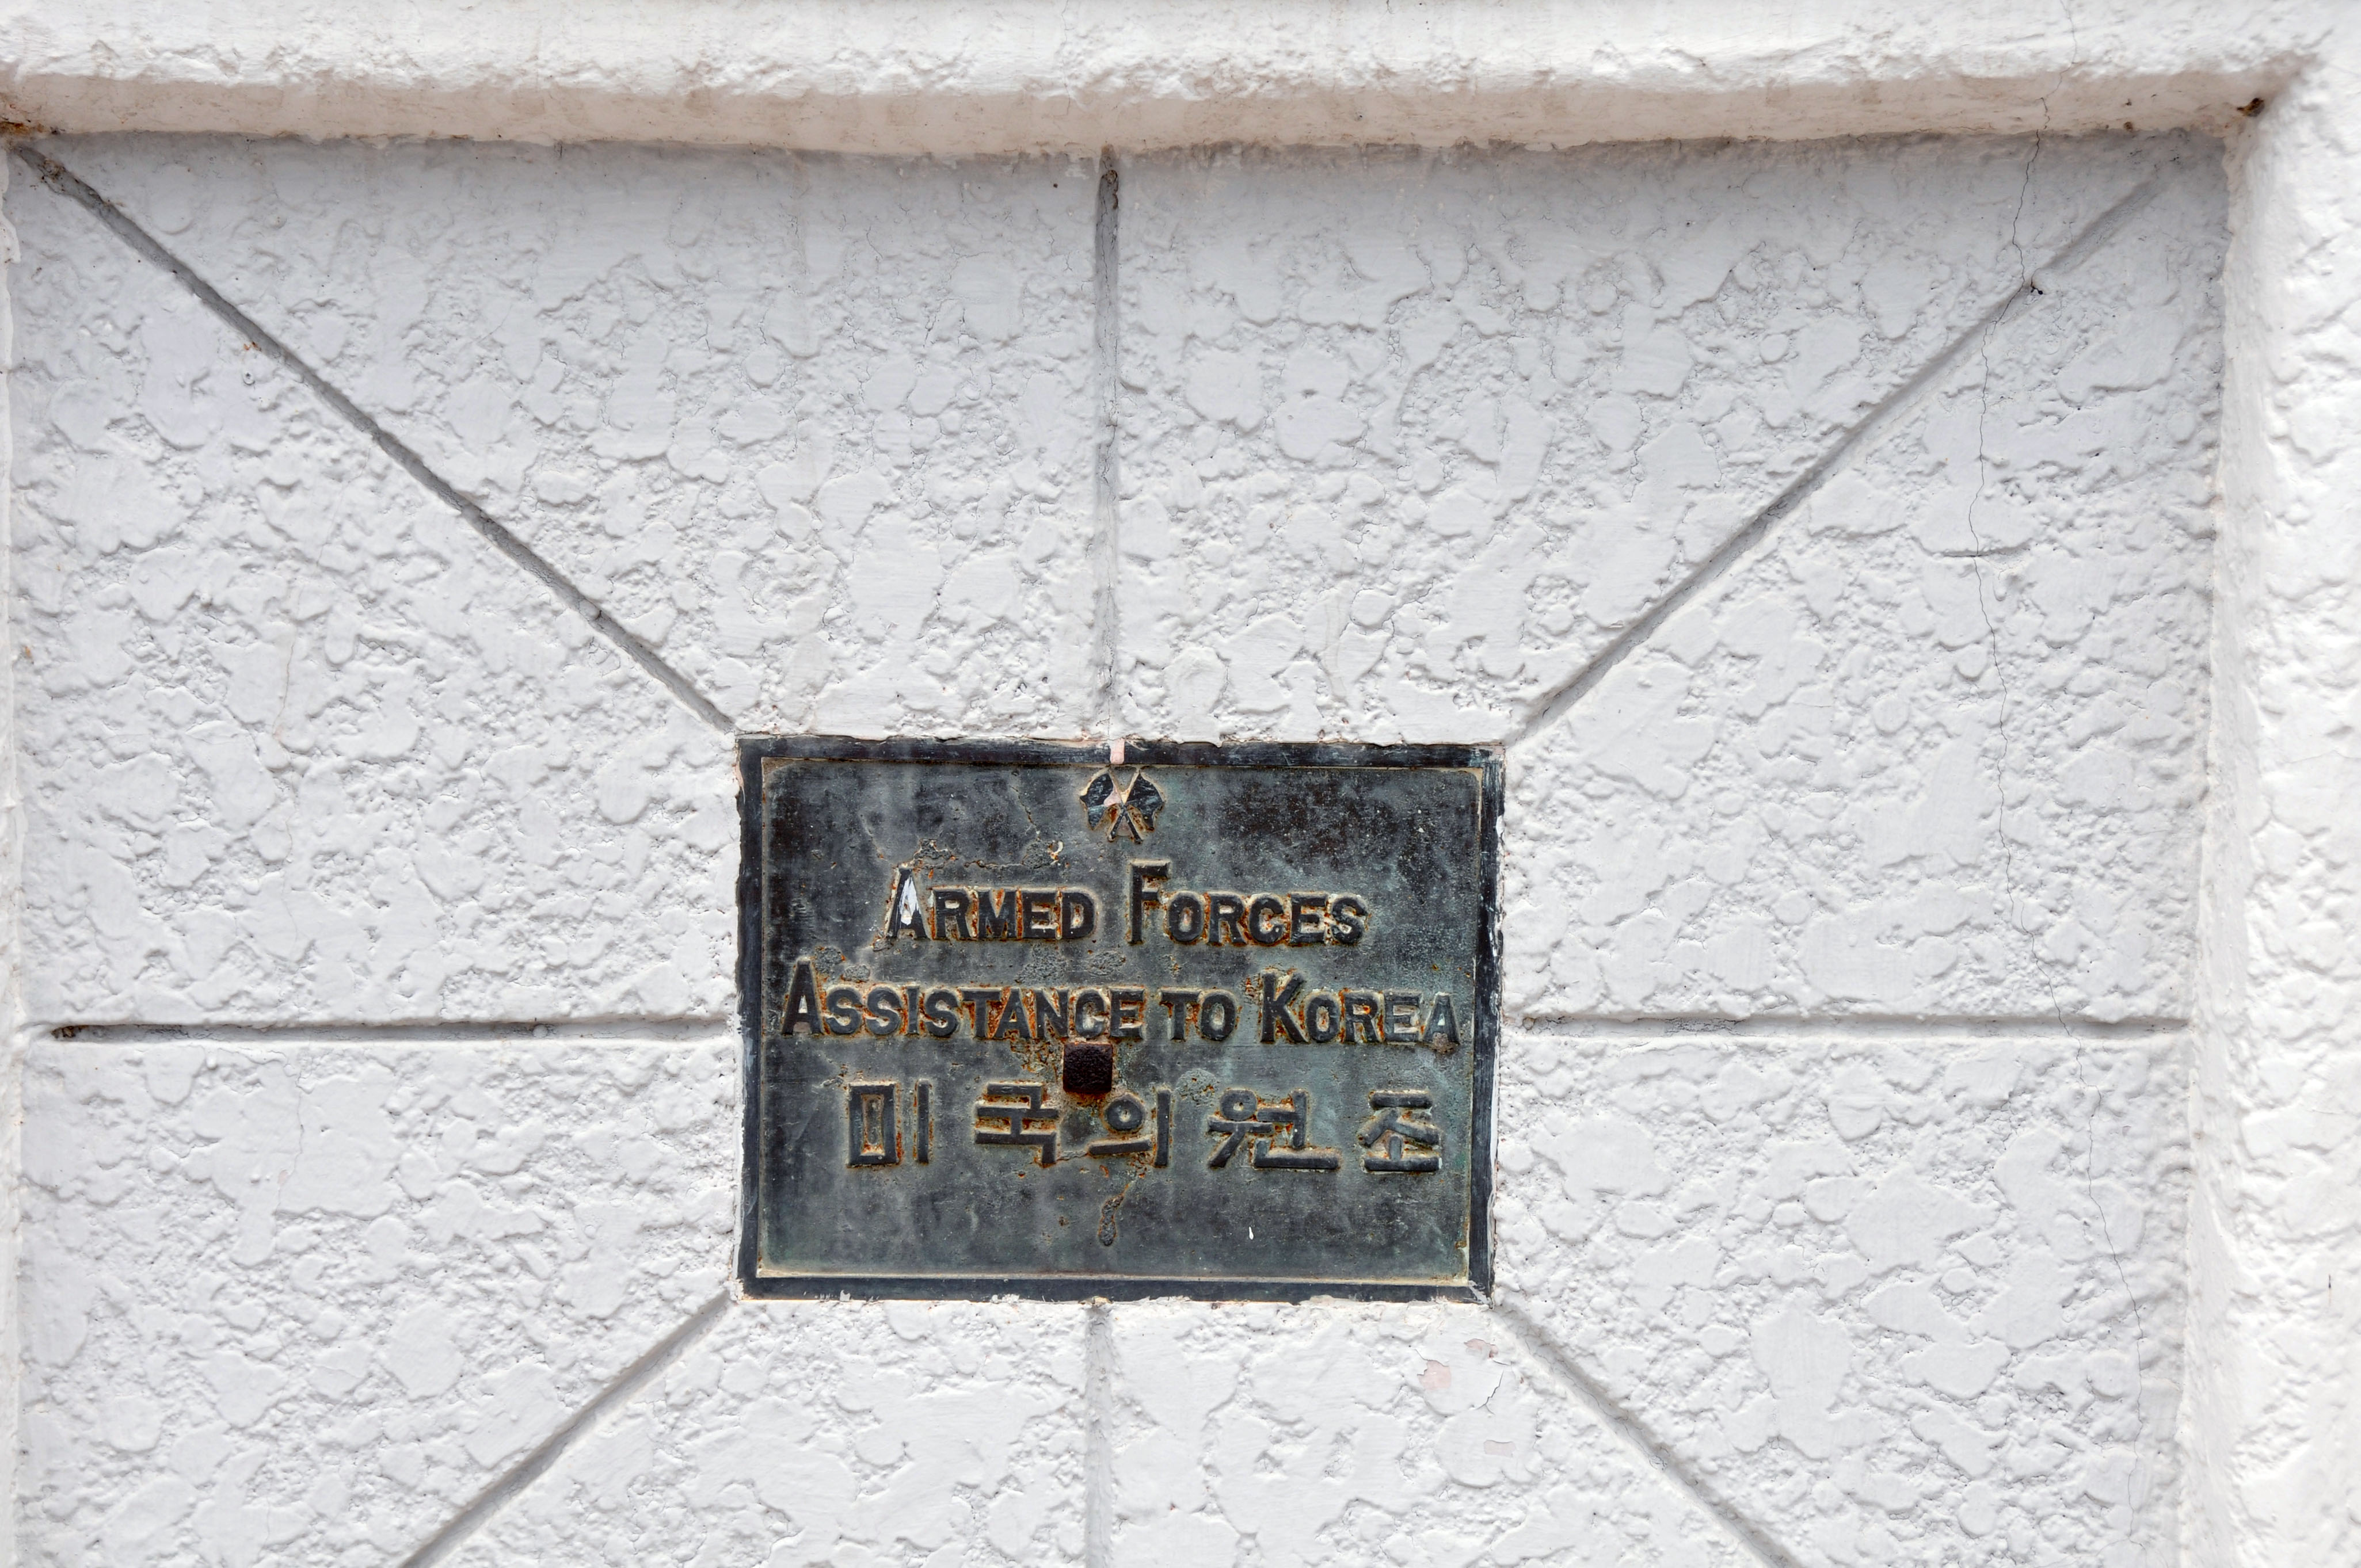 ARMED FORCES
ASSISTANCE TO KOREA
미국의원조